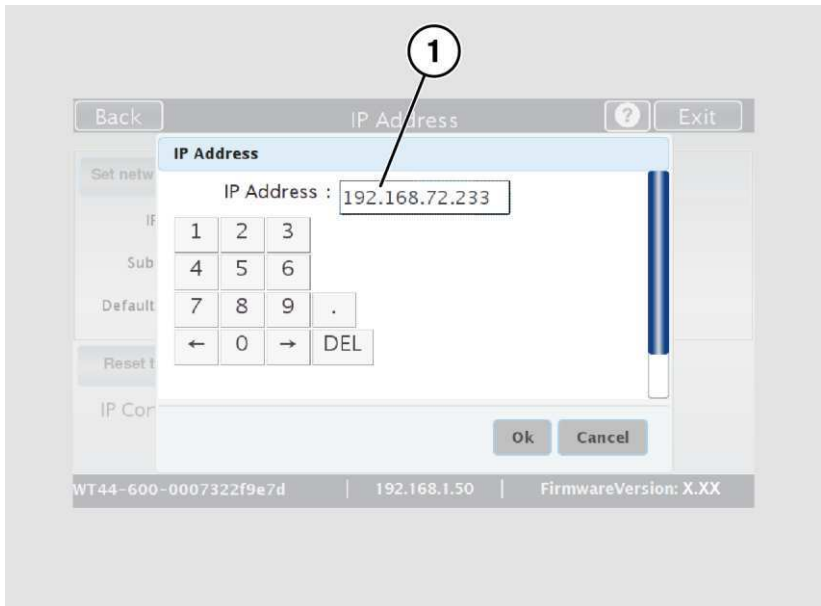 1
Back IP Address ? Exit
IP Address
Set netw
IP Address : 192.168.72.233
IP
1 2 3
Sub
4 5 6
Default
7 8 9 .
← 0 → DEL
Reset t
IP Con
Ok Cancel
WT44-600-0007322f9e7d | 192.168.1.50 | FirmwareVersion: X.XX